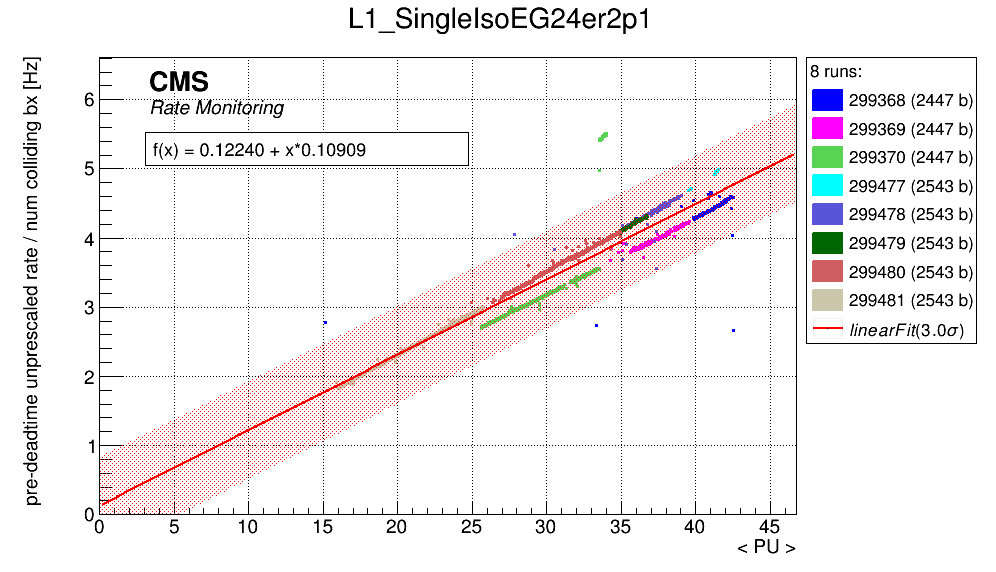 L1_SingleIsoEG24er2p1
pre-deadtime unprescaled rate / num colliding bx [Hz]
CMS
Rate Monitoring
f(x) = 0.12240 + x*0.10909
6
5
4
3
2
1
0
0 5 10 15 20 25 30 35 40 45
< PU >
8 runs:
299368 (2447 b)
299369 (2447 b)
299370 (2447 b)
299477 (2543 b)
299478 (2543 b)
299479 (2543 b)
299480 (2543 b)
299481 (2543 b)
linearFit(3.0σ)